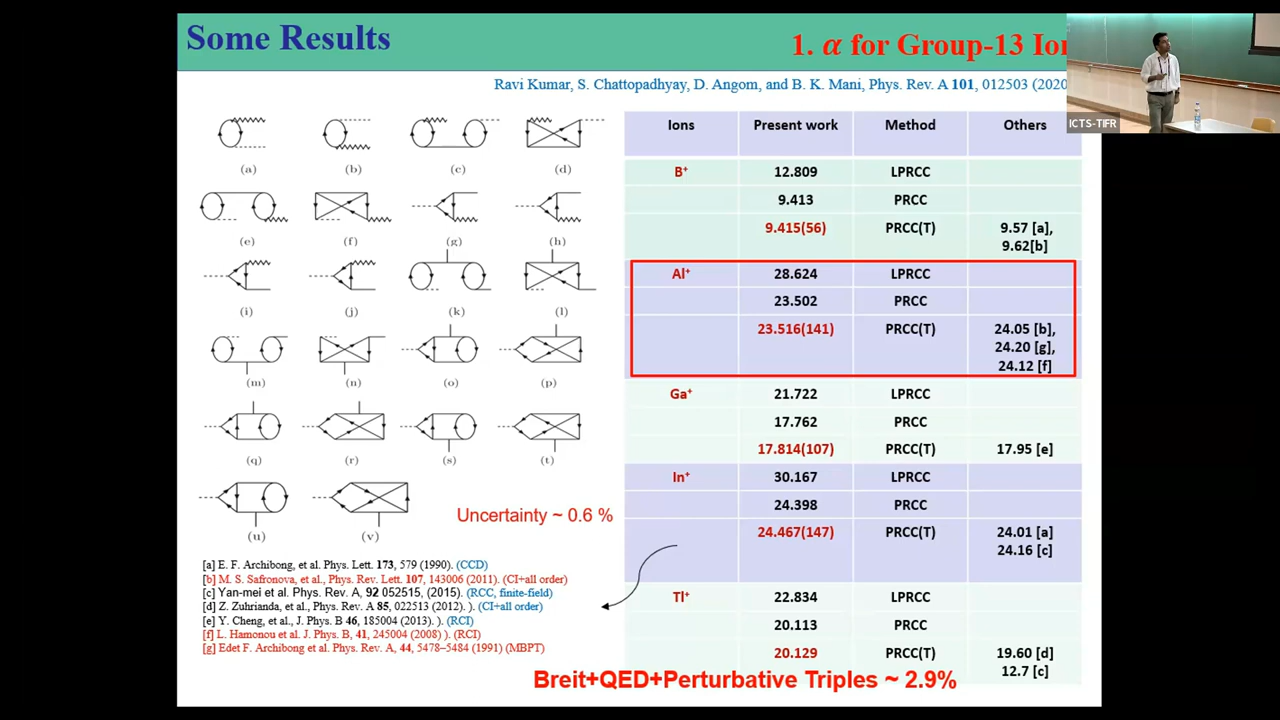 Some Results
1. α for Group-13 Ion
Ravi Kumar, S. Chattopadhyay, D. Angom, and B. K. Mani, Phys. Rev. A 101, 012503 (2020
ICTS-TIFR
(a) (b) (c) (d)
(e) (f) (g) (h)
(i) (j) (k) (l)
(m) (n) (o) (p)
(q) (r) (s) (t)
(u) (v)
Uncertainty ~ 0.6 %
Ions Present work Method Others
B+ 12.809 LPRCC
9.413 PRCC
9.415(56) PRCC(T) 9.57 [a],
9.62[b]
Al+ 28.624 LPRCC
23.502 PRCC
23.516(141) PRCC(T) 24.05 [b],
24.20 [g],
24.12 [f]
Ga+ 21.722 LPRCC
17.762 PRCC
17.814(107) PRCC(T) 17.95 [e]
In+ 30.167 LPRCC
24.398 PRCC
24.467(147) PRCC(T) 24.01 [a]
24.16 [c]
Tl+ 22.834 LPRCC
20.113 PRCC
20.129 PRCC(T) 19.60 [d]
12.7 [c]
[a] E. F. Archibong, et al., Phys. Lett. 173, 579 (1990). (CCD)
[b] M. S. Safronova, et al., Phys. Rev. Lett. 107, 143006 (2011). (CI+all order)
[c] Yan-mei et al. Phys. Rev. A, 92 052515, (2015). (RCC, finite-field)
[d] Z. Zuhrianda, et al., Phys. Rev. A 85, 022513 (2012). ). (CI+all order)
[e] Y. Cheng, et al., J. Phys. B 46, 185004 (2013). ). (RCI)
[f] L. Hamonou et al. J. Phys. B, 41, 245004 (2008) ). (RCI)
[g] Edet F. Archibong et al. Phys. Rev. A, 44, 5478–5484 (1991) (MBPT)
Breit+QED+Perturbative Triples ~ 2.9%